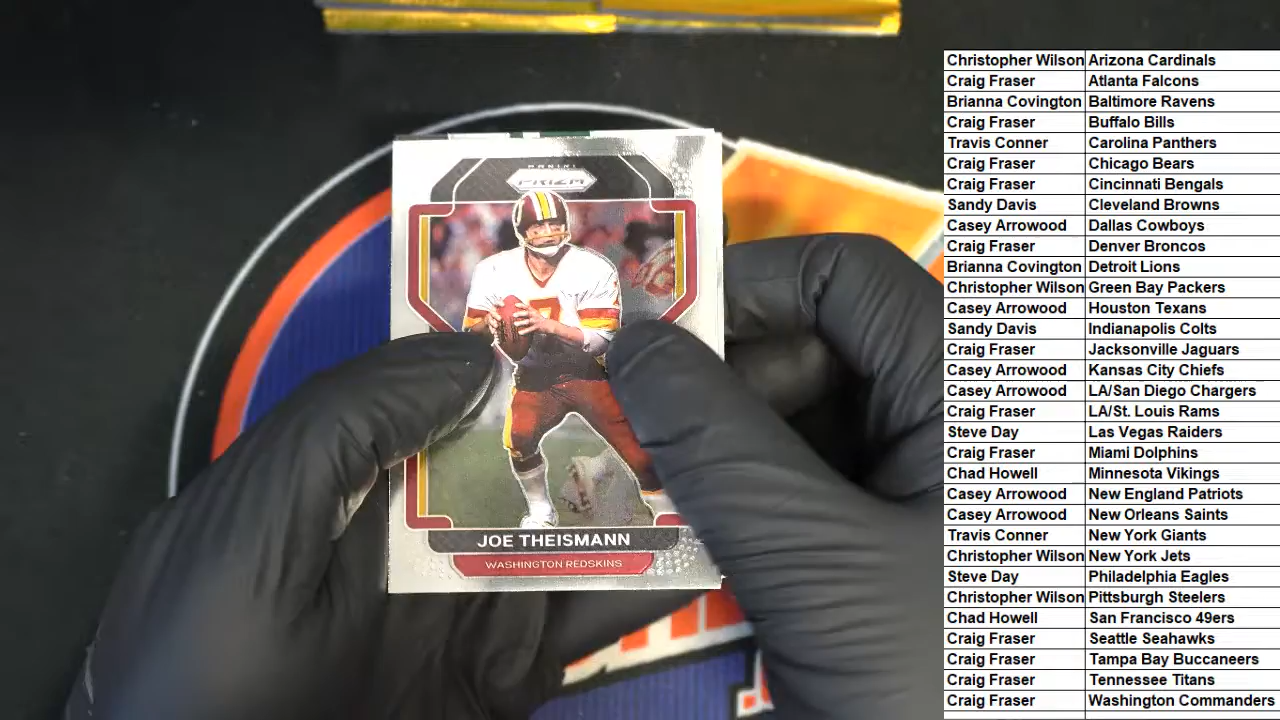 PANINI
PRIZM
JOE THEISMANN
WASHINGTON REDSKINS
Christopher Wilson Arizona Cardinals
Craig Fraser Atlanta Falcons
Brianna Covington Baltimore Ravens
Craig Fraser Buffalo Bills
Travis Conner Carolina Panthers
Craig Fraser Chicago Bears
Craig Fraser Cincinnati Bengals
Sandy Davis Cleveland Browns
Casey Arrowood Dallas Cowboys
Craig Fraser Denver Broncos
Brianna Covington Detroit Lions
Christopher Wilson Green Bay Packers
Casey Arrowood Houston Texans
Sandy Davis Indianapolis Colts
Craig Fraser Jacksonville Jaguars
Casey Arrowood Kansas City Chiefs
Casey Arrowood LA/San Diego Chargers
Craig Fraser LA/St. Louis Rams
Steve Day Las Vegas Raiders
Craig Fraser Miami Dolphins
Chad Howell Minnesota Vikings
Casey Arrowood New England Patriots
Casey Arrowood New Orleans Saints
Travis Conner New York Giants
Christopher Wilson New York Jets
Steve Day Philadelphia Eagles
Christopher Wilson Pittsburgh Steelers
Chad Howell San Francisco 49ers
Craig Fraser Seattle Seahawks
Craig Fraser Tampa Bay Buccaneers
Craig Fraser Tennessee Titans
Craig Fraser Washington Commanders